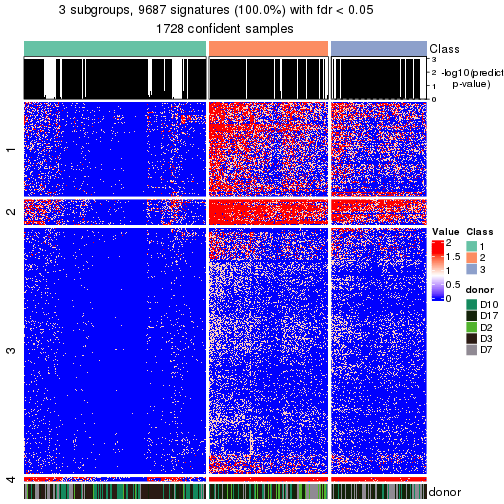 3 subgroups, 9687 signatures (100.0%) with fdr < 0.05
1728 confident samples
Class
3
2
1
0
-log10(predict
p-value)
1
2
3
4
donor
Value
2
1.5
1
0.5
0
Class
1
2
3
donor
D10
D17
D2
D3
D7